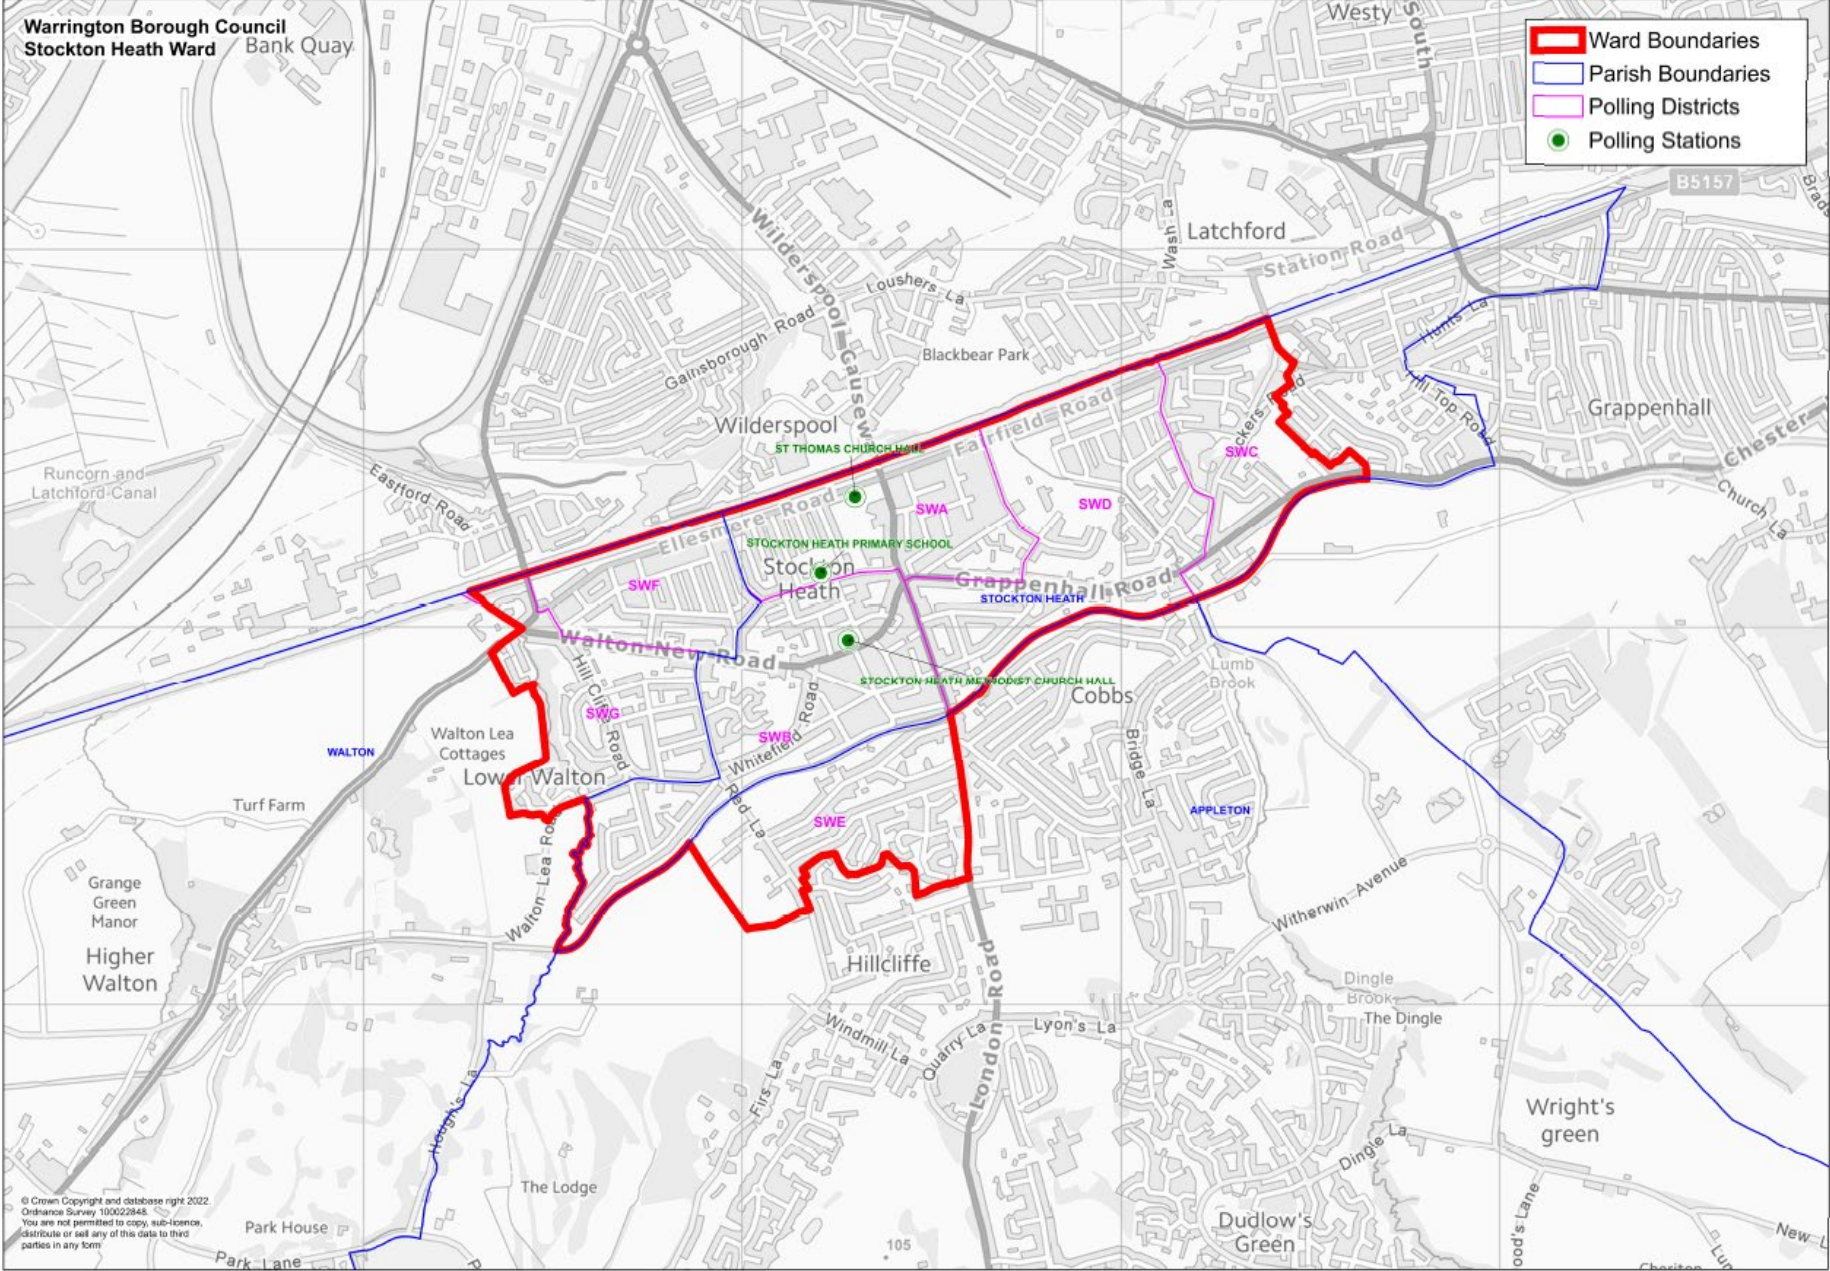 Warrington Borough Council
Stockton Heath Ward
Bank Quay
Westy
South
Ward Boundaries
Parish Boundaries
Polling Districts
Polling Stations
B5157
Wash La
Latchford
Station Road
Wilderspool Causeway
Loushers La
Gainsborough Road
Blackbear Park
Hunts La
Hill Top Road
Grappenhall
Chester
Church La
Wilderspool
ST THOMAS CHURCH HALL
Fairfield Road
SWC
Runcorn and
Latchford Canal
Eastford Road
Ellesmere Road
SWA
SWD
STOCKTON HEATH PRIMARY SCHOOL
Stockton
Heath
SWF
Grappenhall Road
STOCKTON HEATH
Walton New Road
Hill Cliffe Road
STOCKTON HEATH METHODIST CHURCH HALL
Cobbs
Lumb
Brook
SWG
SWB
Whitefield Road
Walton Lea
Cottages
WALTON
Lower Walton
Red La
Bridge La
Turf Farm
SWE
APPLETON
Walton Lea Road
Grange
Green
Manor
Higher
Walton
Witherwin Avenue
Hillcliffe
London Road
Dingle
Brook
The Dingle
Windmill La
Quarry La
Lyon's La
Firs La
Hough's La
Wright's
green
Dingle La
The Lodge
Park House
Park Lane
Dudlow's
Green
105
ood's Lane
New L
© Crown Copyright and database right 2022.
Ordnance Survey 100022848.
You are not permitted to copy, sub-licence,
distribute or sell any of this data to third
parties in any form